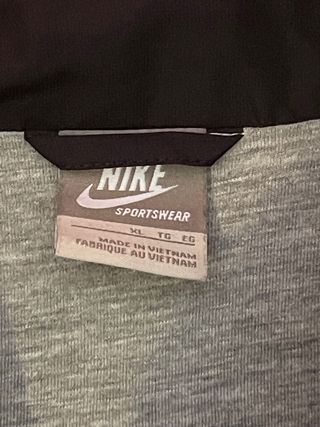 NIKE
SPORTSWEAR
XL TG EG
MADE IN VIETNAM
FABRIQUE AU VIETNAM